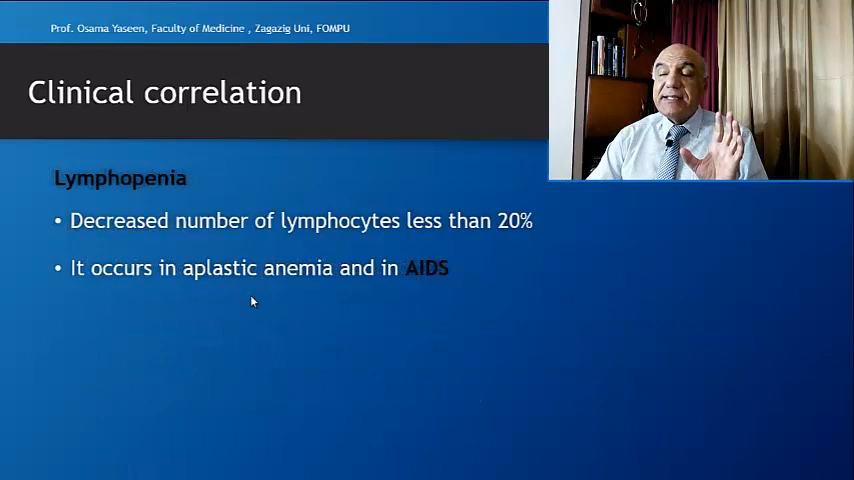 Prof. Osama Yaseen, Faculty of Medicine , Zagazig Uni, FOMPU
Clinical correlation
Lymphopenia
• Decreased number of lymphocytes less than 20%
• It occurs in aplastic anemia and in AIDS